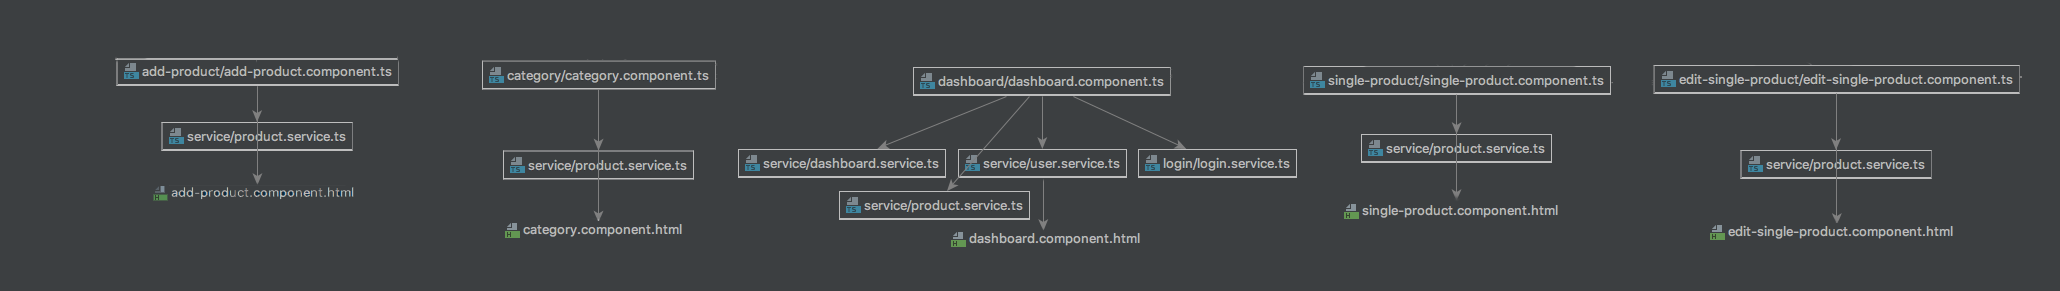 add-product/add-product.component.ts
service/product.service.ts
add-product.component.html
category/category.component.ts
service/product.service.ts
category.component.html
dashboard/dashboard.component.ts
service/dashboard.service.ts
service/user.service.ts
login/login.service.ts
service/product.service.ts
dashboard.component.html
single-product/single-product.component.ts
service/product.service.ts
single-product.component.html
edit-single-product/edit-single-product.component.ts
service/product.service.ts
edit-single-product.component.html